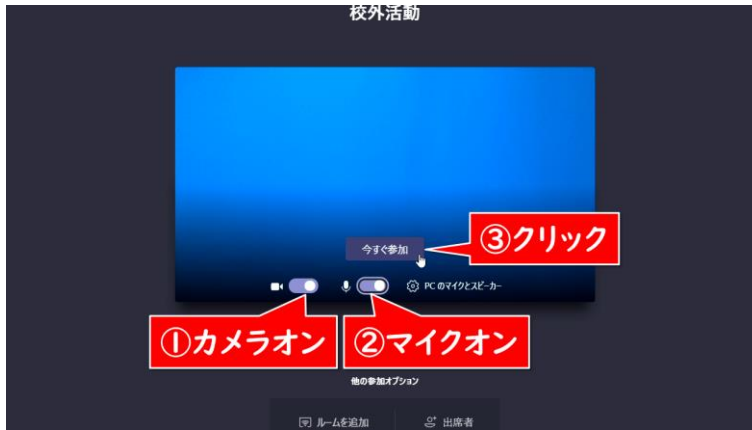 校外活動
今すぐ参加
③クリック
PC のマイクとスピーカー
①カメラオン
②マイクオン
他の参加オプション
ルームを追加
出席者